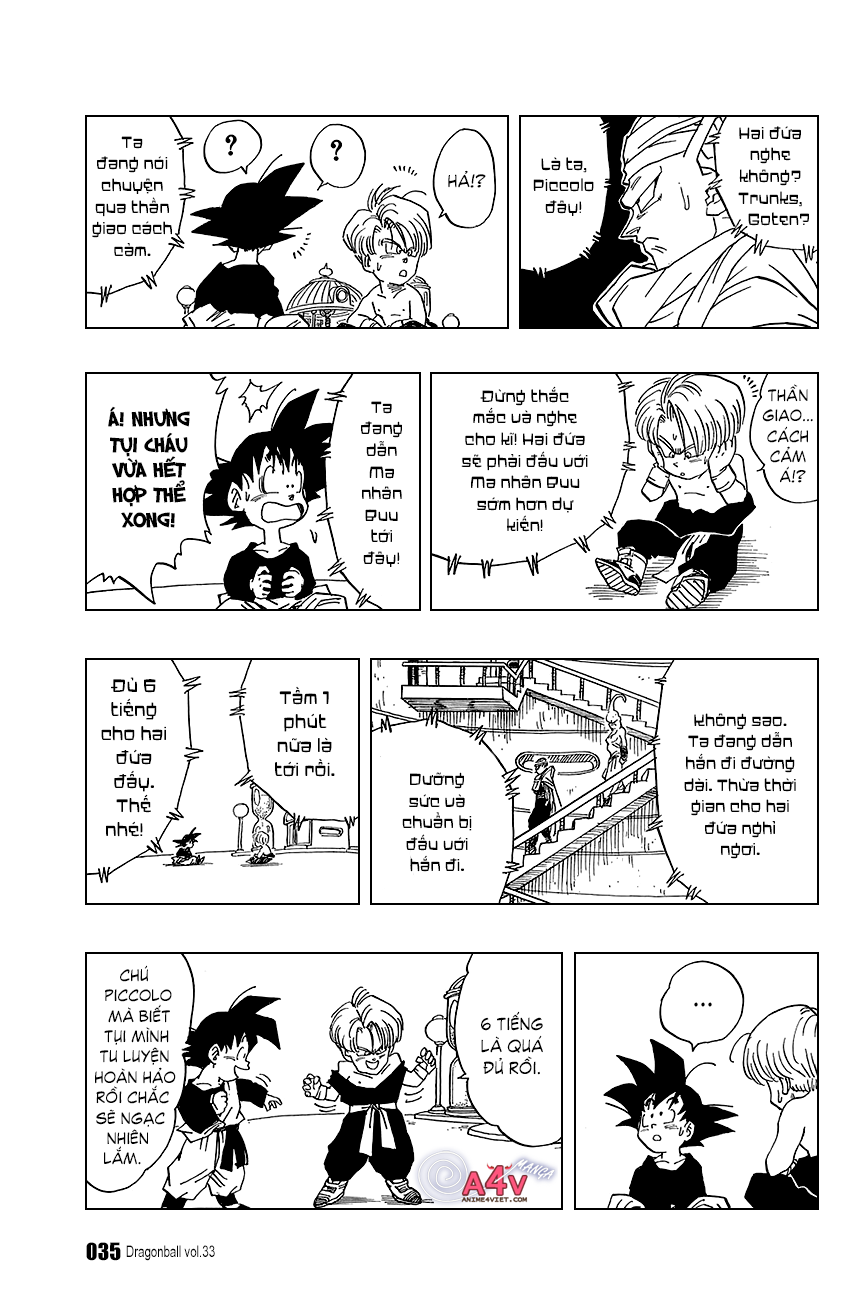 Hai đứa
nghe
không?
Trunks,
Goten?
Là ta,
Piccolo
đây!
HẢ!?
?
?
Ta
đang nói
chuyện
qua thần
giao cách
cảm.
THẦN
GIAO...
CÁCH
CẢM
Á!?
Đừng thắc
mắc và nghe
cho kĩ! Hai đứa
sẽ phải đấu với
Ma nhân Buu
sớm hơn dự
kiến!
Ta
đang
dẫn
Ma
nhân
Buu
tới
đây!
Á! NHƯNG
TỤI CHÁU
VỪA HẾT
HỢP THỂ
XONG!
Không sao.
Ta đang dẫn
hắn đi đường
dài. Thừa thời
gian cho hai
đứa nghỉ
ngơi.
Dưỡng
sức và
chuẩn bị
đấu với
hắn đi.
Tầm 1
phút
nữa là
tới rồi.
Đủ 6
tiếng
cho hai
đứa
đấy.
Thế
nhé!
...
6 TIẾNG
LÀ QUÁ
ĐỦ RỒI.
CHÚ
PICCOLO
MÀ BIẾT
TỤI MÌNH
TU LUYỆN
HOÀN HẢO
RỒI CHẮC
SẼ NGẠC
NHIÊN
LẮM.
A4V MANGA
ANIME4VIET.COM
035 Dragonball vol.33